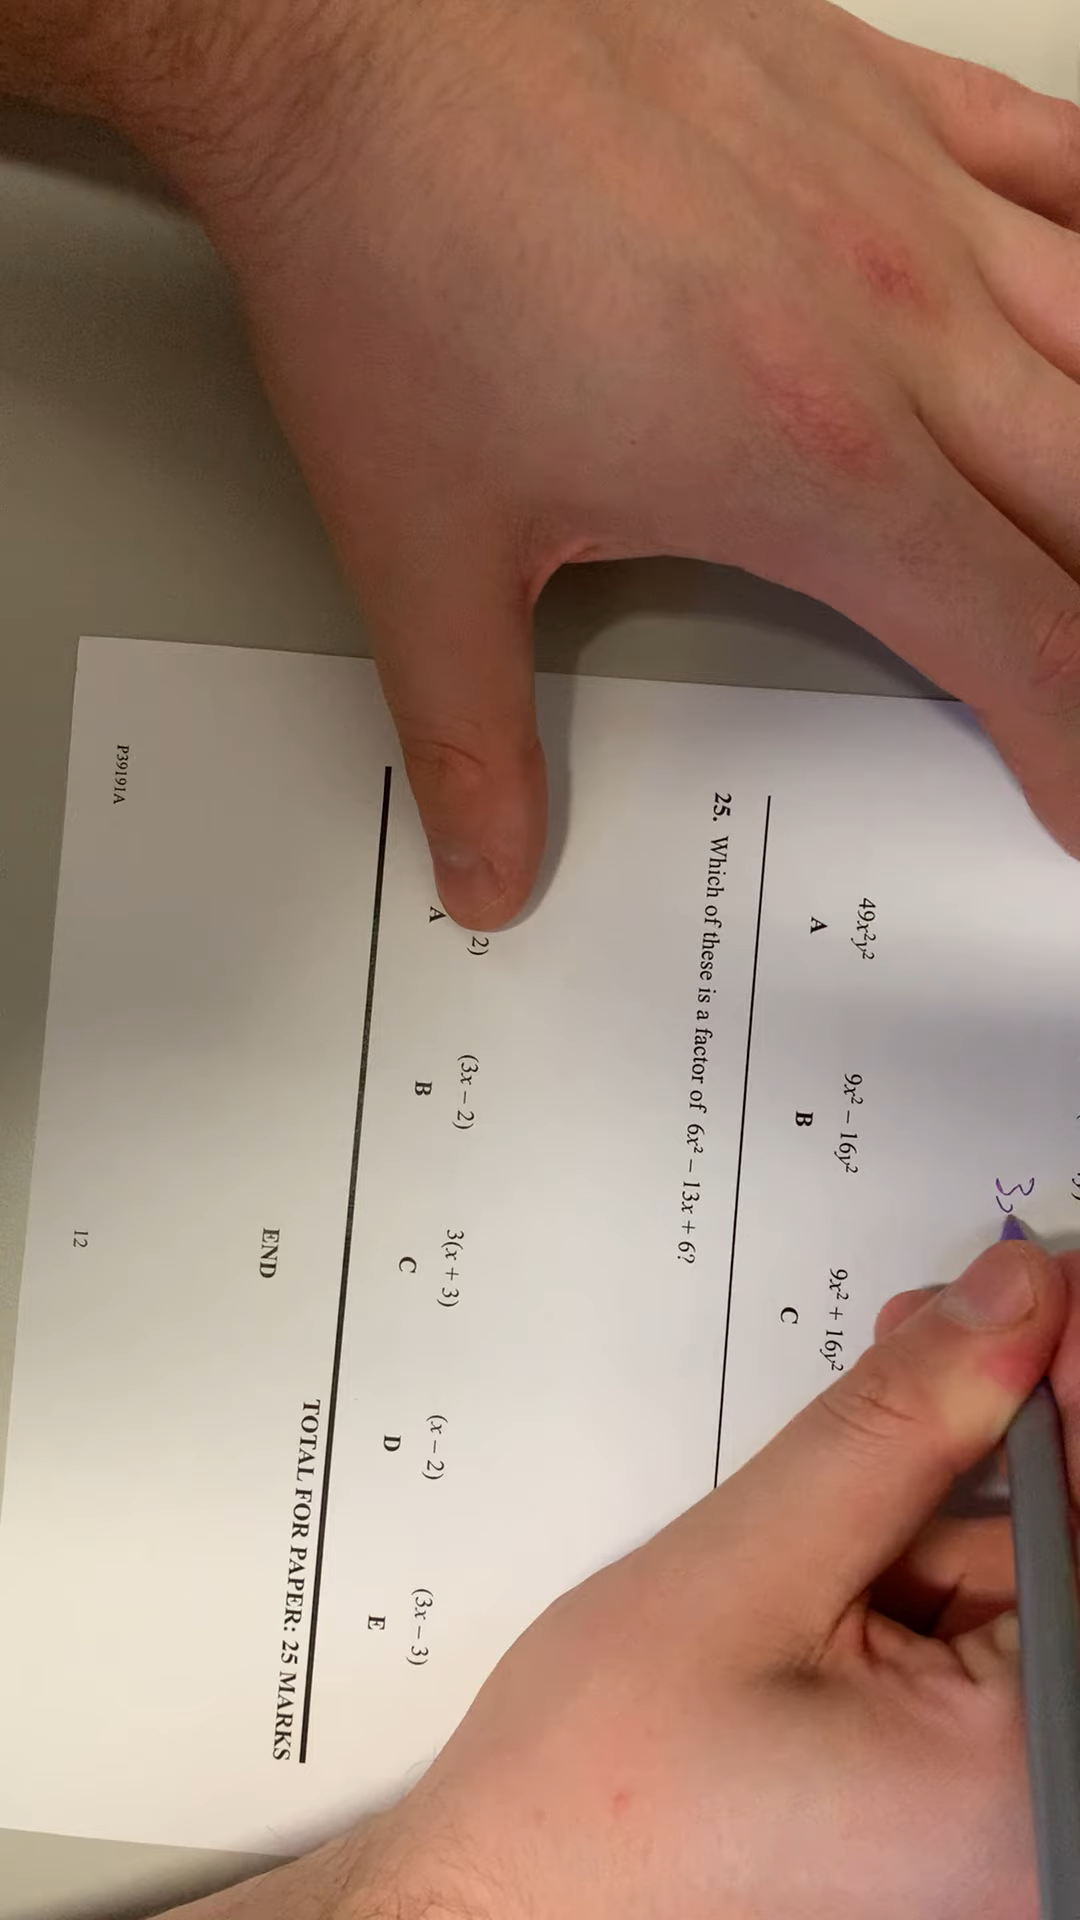 3x
49x²y² 9x² – 16y² 9x² + 16y²
A B C
25. Which of these is a factor of 6x² – 13x + 6?
2) (3x – 2) 3(x + 3) (x – 2) (3x – 3)
A B C D E
TOTAL FOR PAPER: 25 MARKS
END
P39191A 12